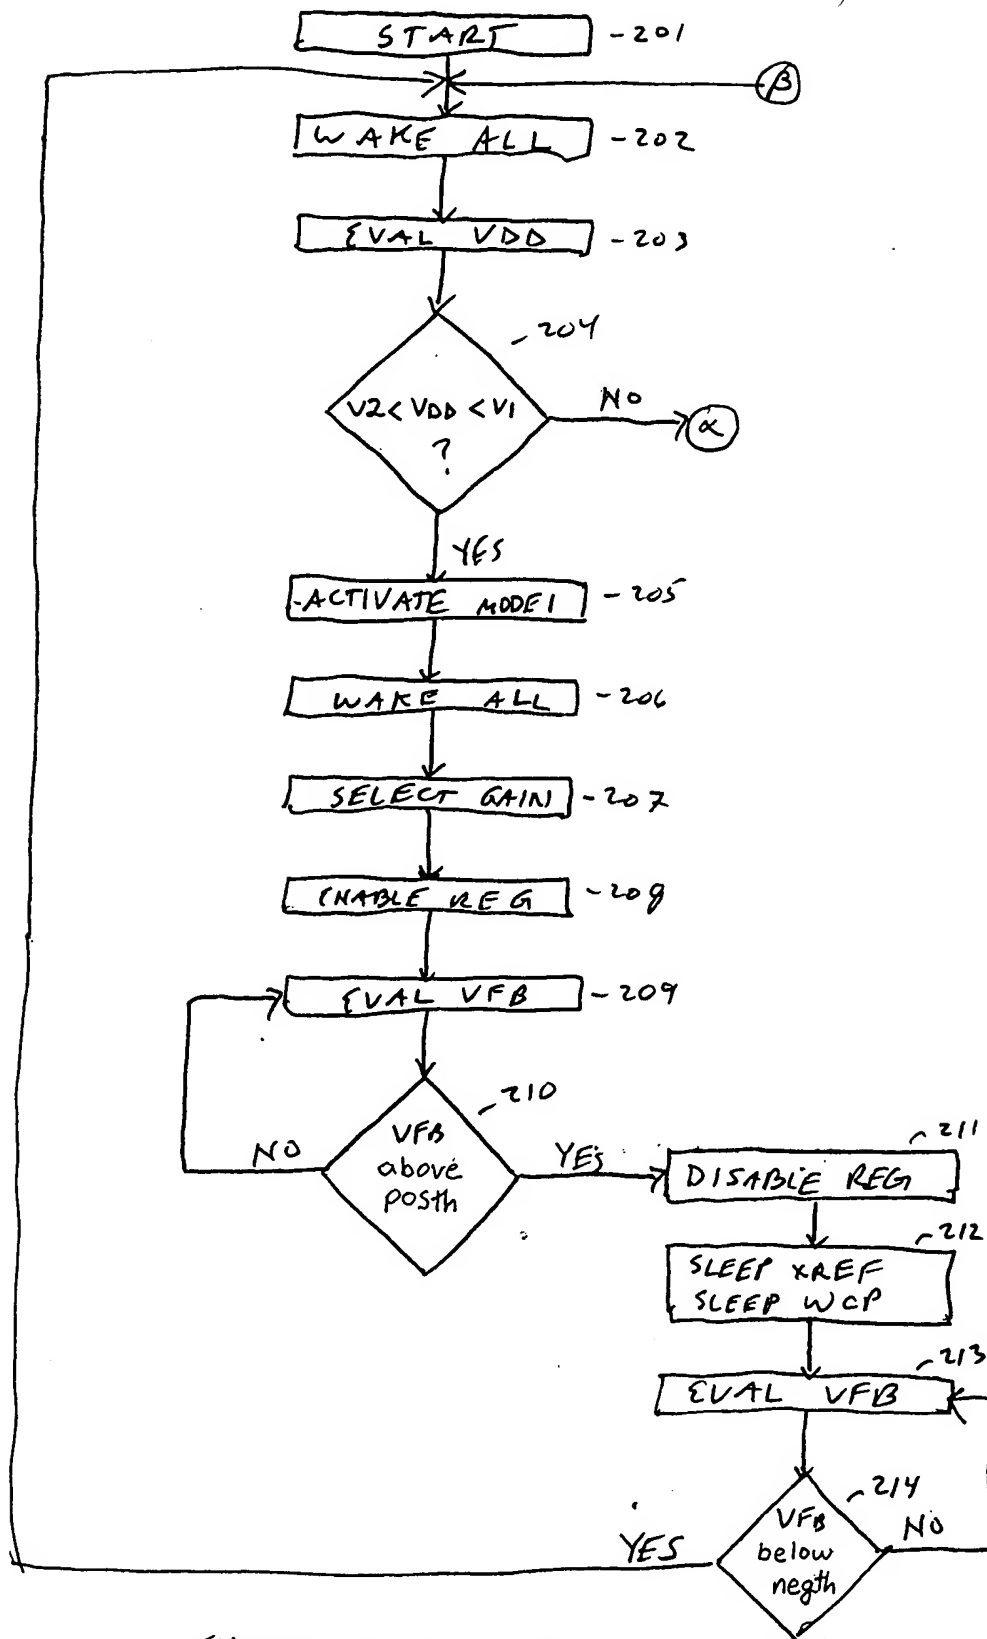 START -201
β
WAKE ALL -202
EVAL VDD -203
204
V2 < VDD < V1
?
NO
α
YES
ACTIVATE MODE1 -205
WAKE ALL -206
SELECT GAIN -207
ENABLE REG -208
EVAL VFB -209
210
VFB
above
posth
NO
YES
211
DISABLE REG
212
SLEEP XREF
SLEEP WCP
213
EVAL VFB
214
VFB
below
negth
YES
NO